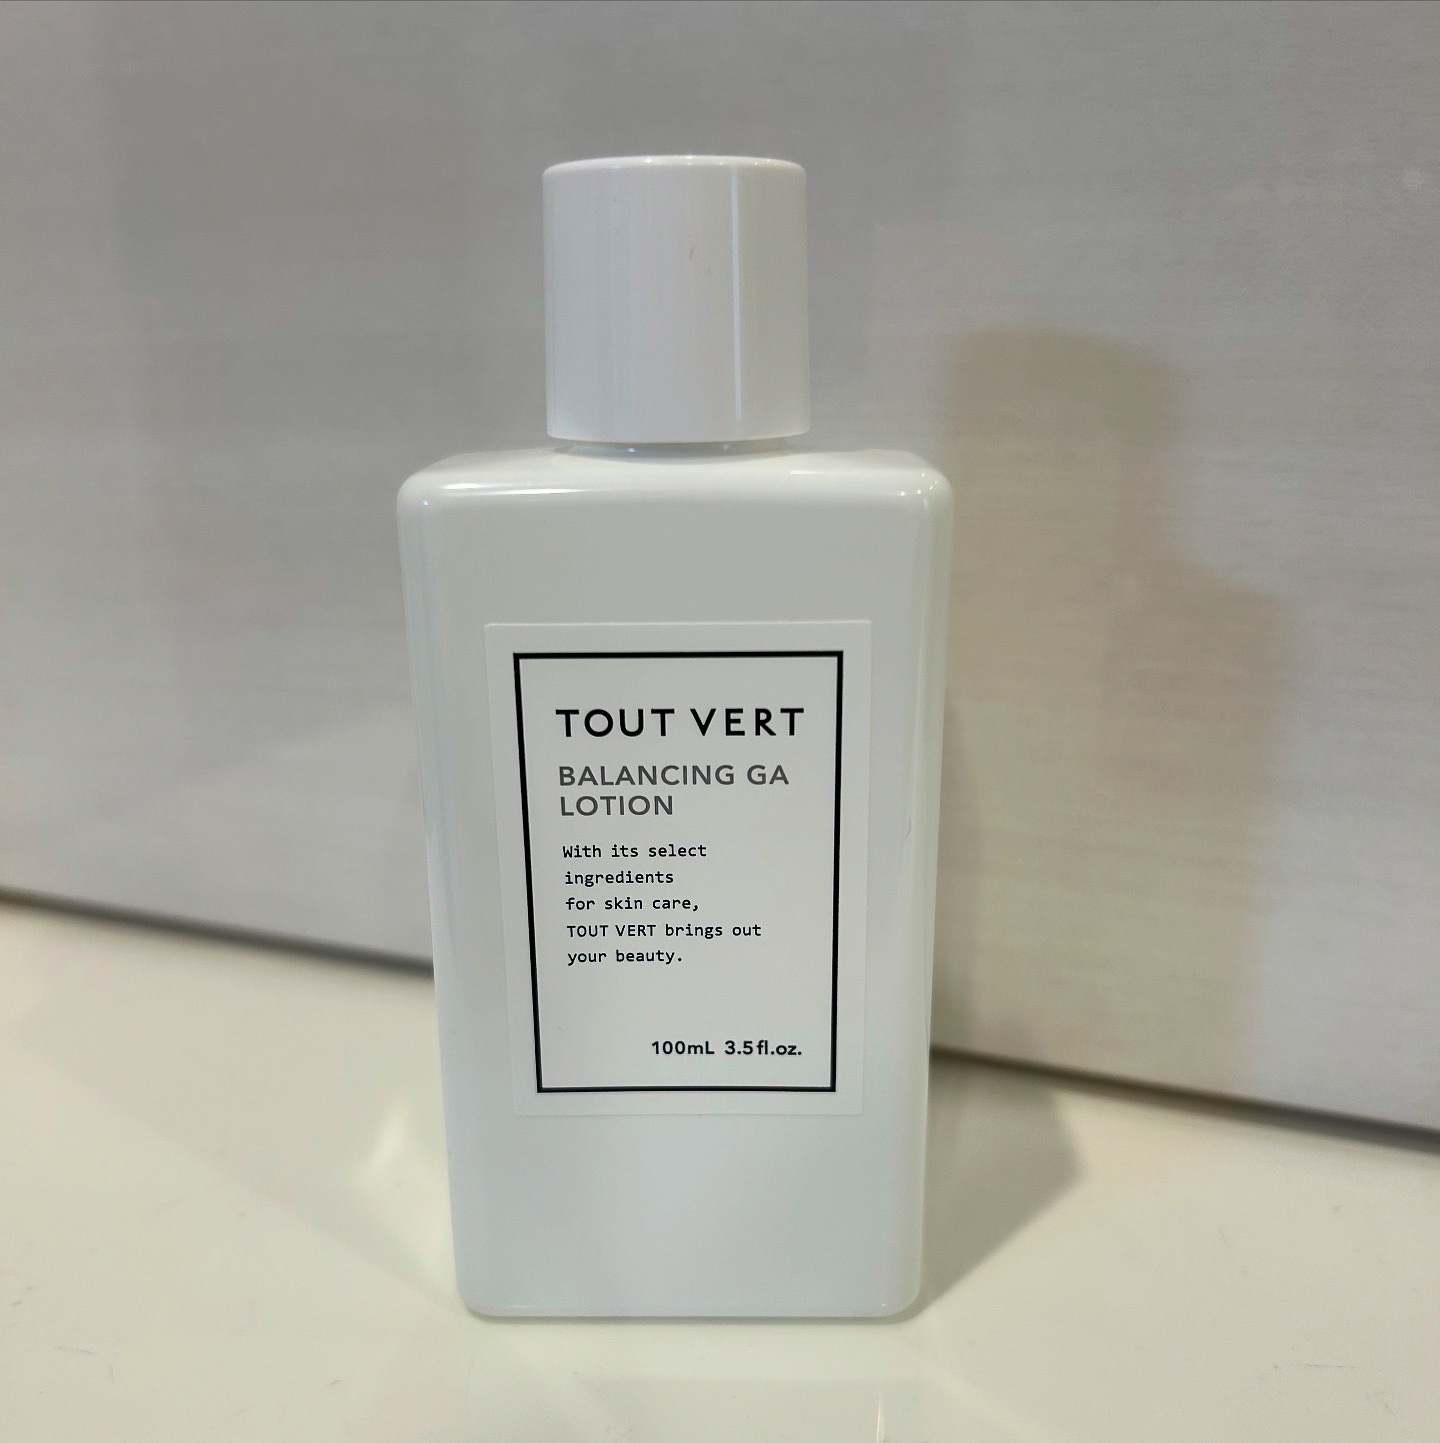 TOUT VERT
BALANCING GA
LOTION
With its select
ingredients
for skin care,
TOUT VERT brings out
your beauty.
100mL 3.5fl.oz.